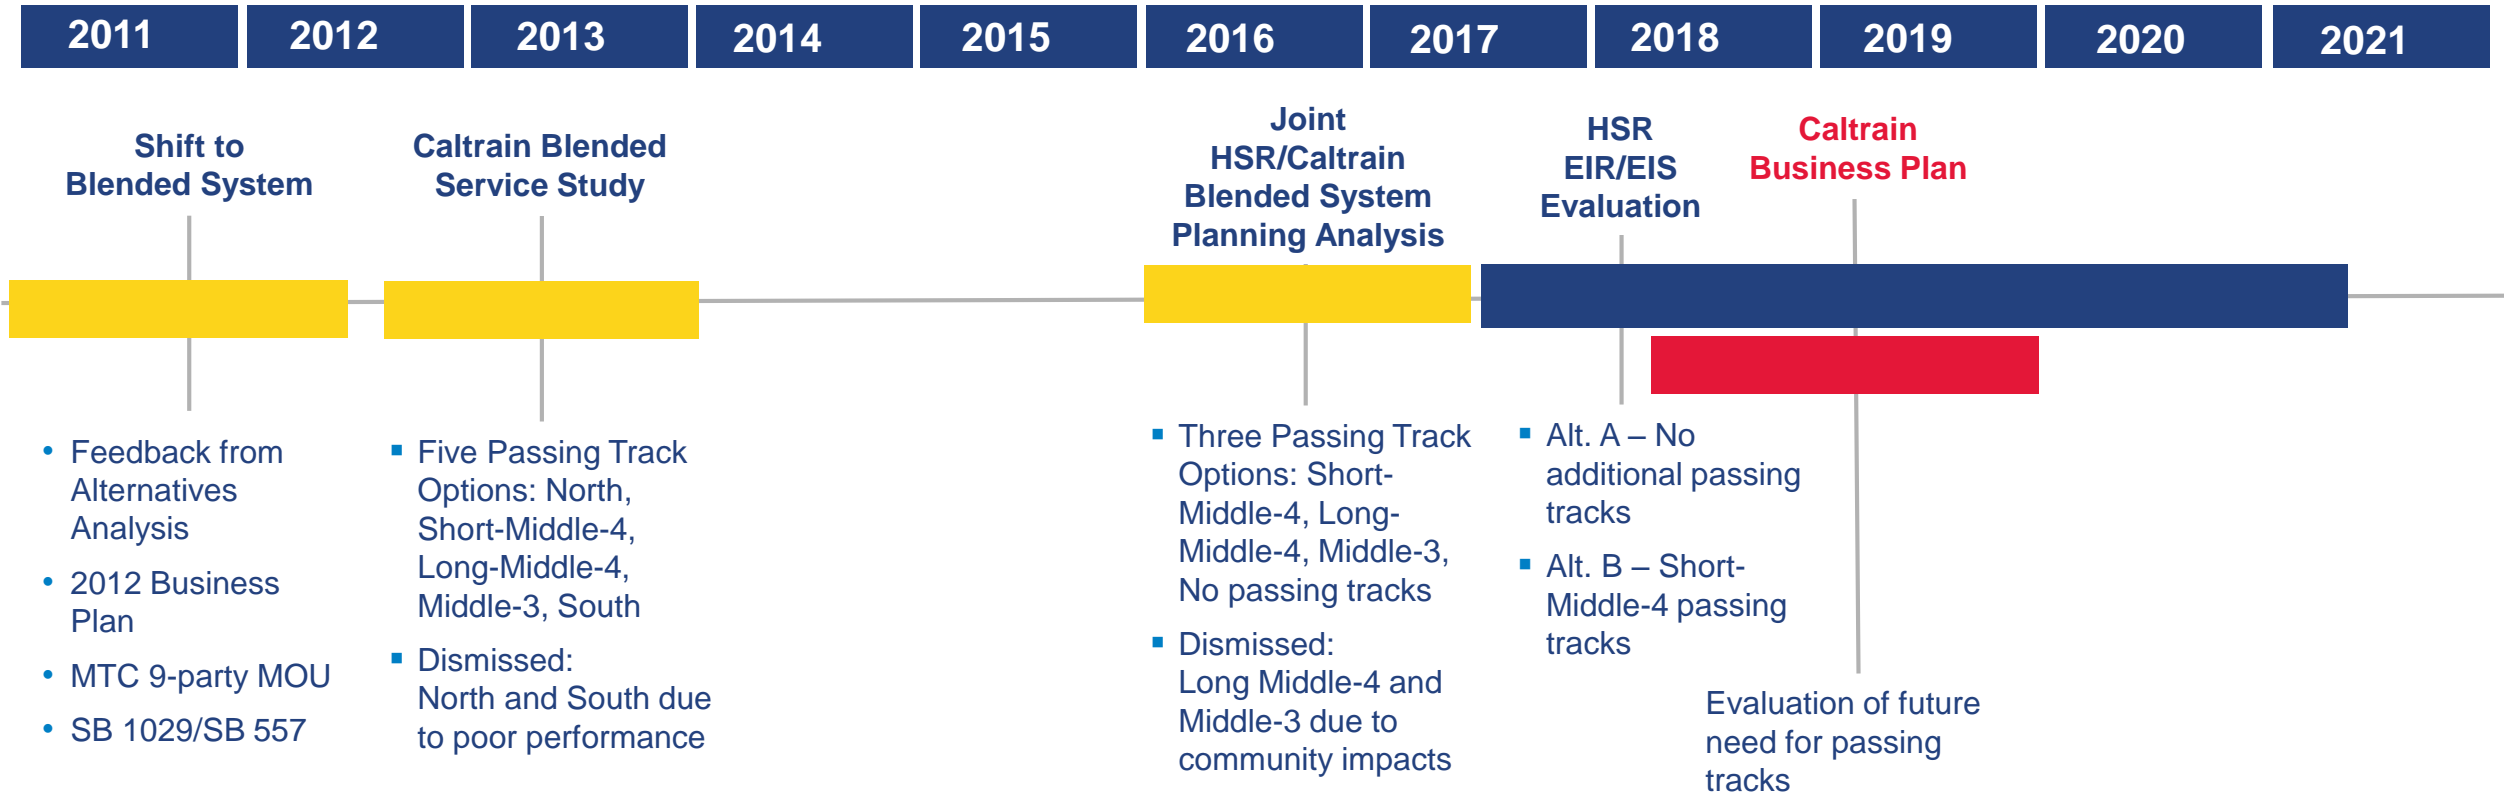 2011
2012
2013
2014
2015
2016
2017
2018
2019
2020
2021
Shift to
Blended System
Caltrain Blended
Service Study
Joint
HSR/Caltrain
Blended System
Planning Analysis
HSR
EIR/EIS
Evaluation
Caltrain
Business Plan
• Feedback from
Alternatives
Analysis
• 2012 Business
Plan
• MTC 9-party MOU
• SB 1029/SB 557
▪ Five Passing Track
Options: North,
Short-Middle-4,
Long-Middle-4,
Middle-3, South
▪ Dismissed:
North and South due
to poor performance
▪ Three Passing Track
Options: Short-
Middle-4, Long-
Middle-4, Middle-3,
No passing tracks
▪ Dismissed:
Long Middle-4 and
Middle-3 due to
community impacts
▪ Alt. A – No
additional passing
tracks
▪ Alt. B – Short-
Middle-4 passing
tracks
Evaluation of future
need for passing
tracks